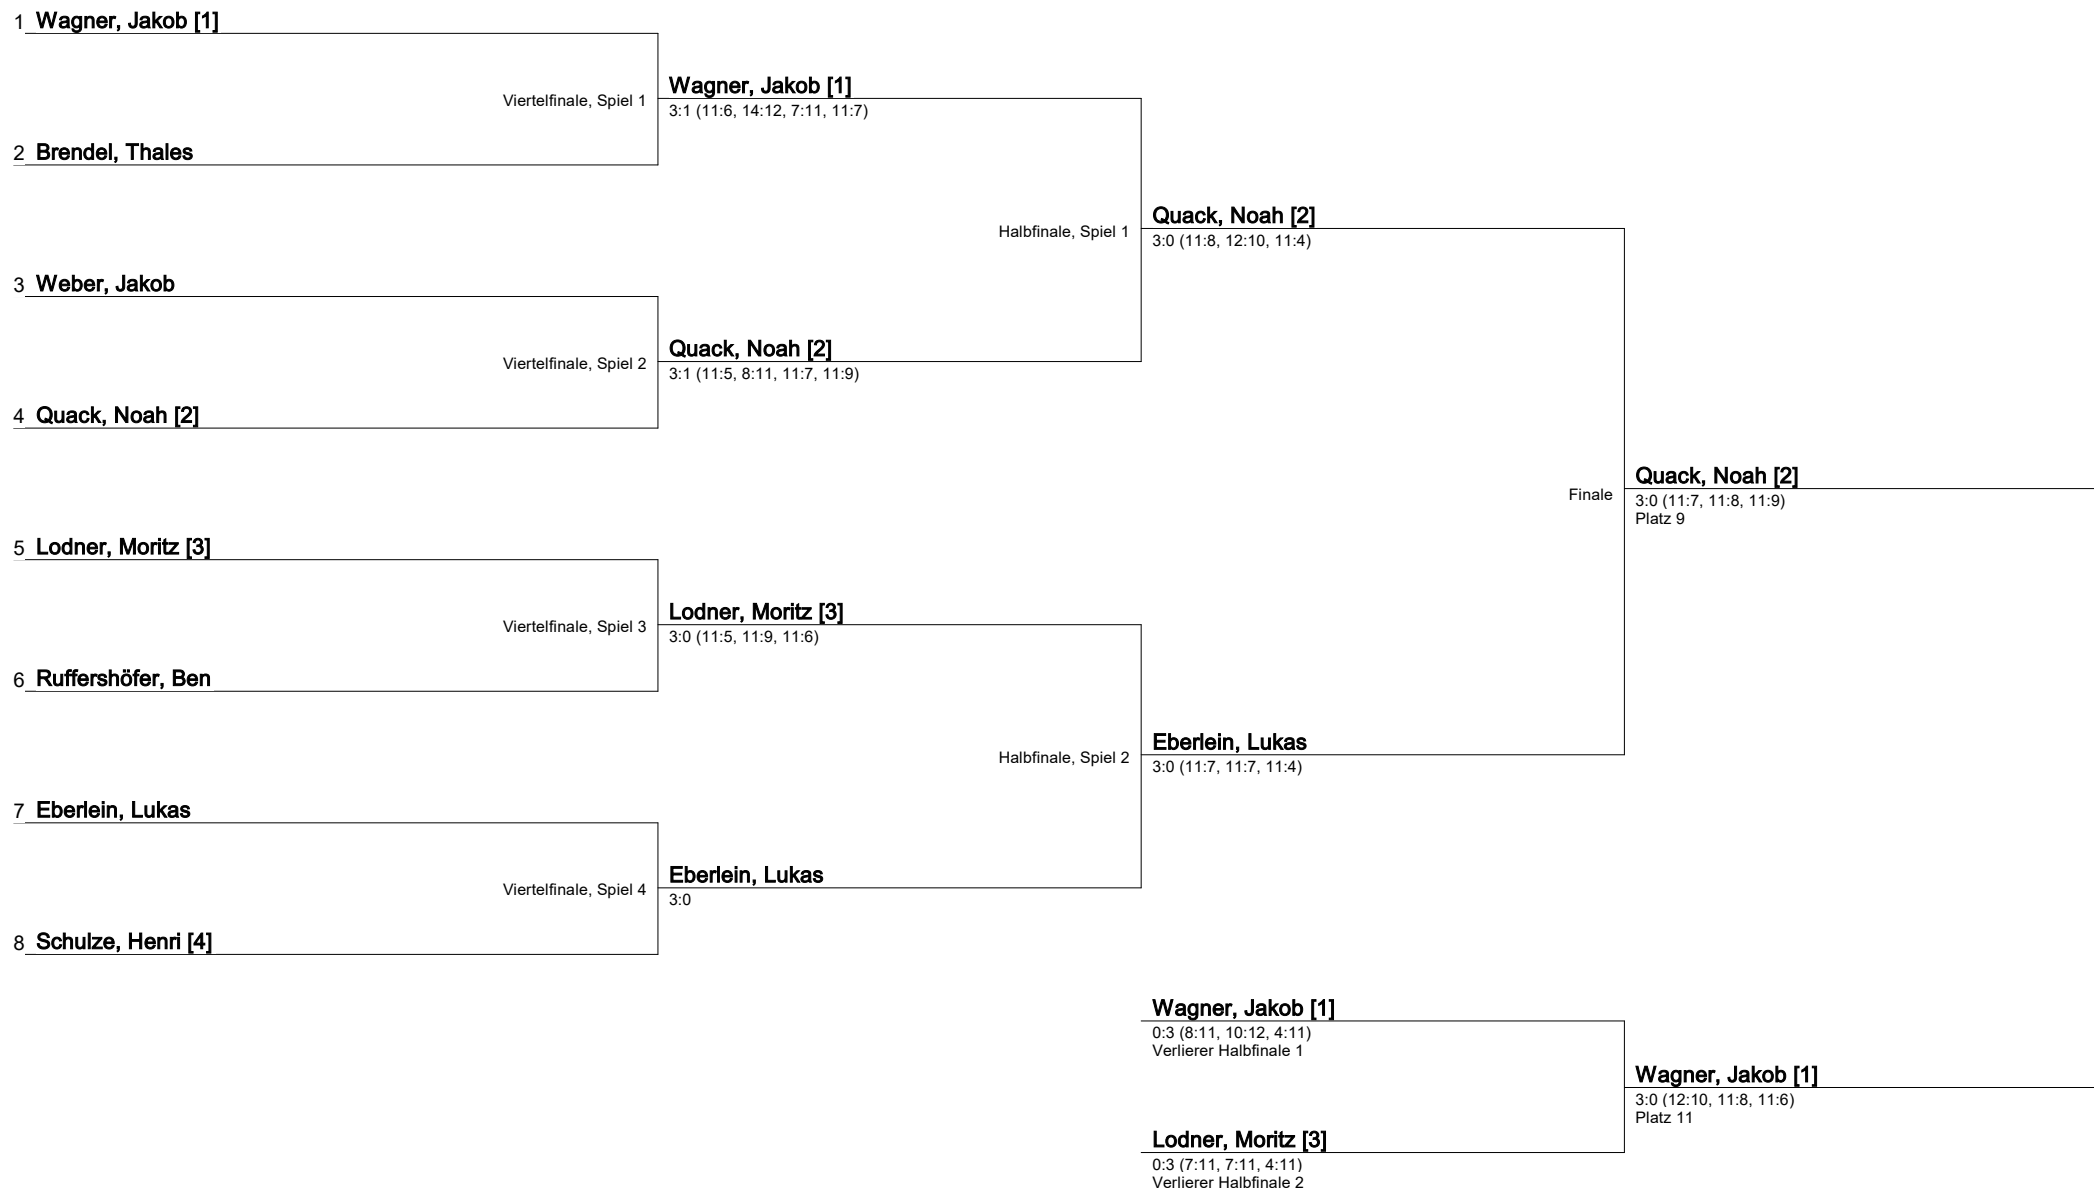 1 Wagner, Jakob [1]
Viertelfinale, Spiel 1
Wagner, Jakob [1]
3:1 (11:6, 14:12, 7:11, 11:7)
2 Brendel, Thales
Halbfinale, Spiel 1
Quack, Noah [2]
3:0 (11:8, 12:10, 11:4)
3 Weber, Jakob
Viertelfinale, Spiel 2
Quack, Noah [2]
3:1 (11:5, 8:11, 11:7, 11:9)
4 Quack, Noah [2]
Finale
Quack, Noah [2]
3:0 (11:7, 11:8, 11:9)
Platz 9
5 Lodner, Moritz [3]
Viertelfinale, Spiel 3
Lodner, Moritz [3]
3:0 (11:5, 11:9, 11:6)
6 Ruffershöfer, Ben
Halbfinale, Spiel 2
Eberlein, Lukas
3:0 (11:7, 11:7, 11:4)
7 Eberlein, Lukas
Viertelfinale, Spiel 4
Eberlein, Lukas
3:0
8 Schulze, Henri [4]
Wagner, Jakob [1]
0:3 (8:11, 10:12, 4:11)
Verlierer Halbfinale 1
Wagner, Jakob [1]
3:0 (12:10, 11:8, 11:6)
Platz 11
Lodner, Moritz [3]
0:3 (7:11, 7:11, 4:11)
Verlierer Halbfinale 2